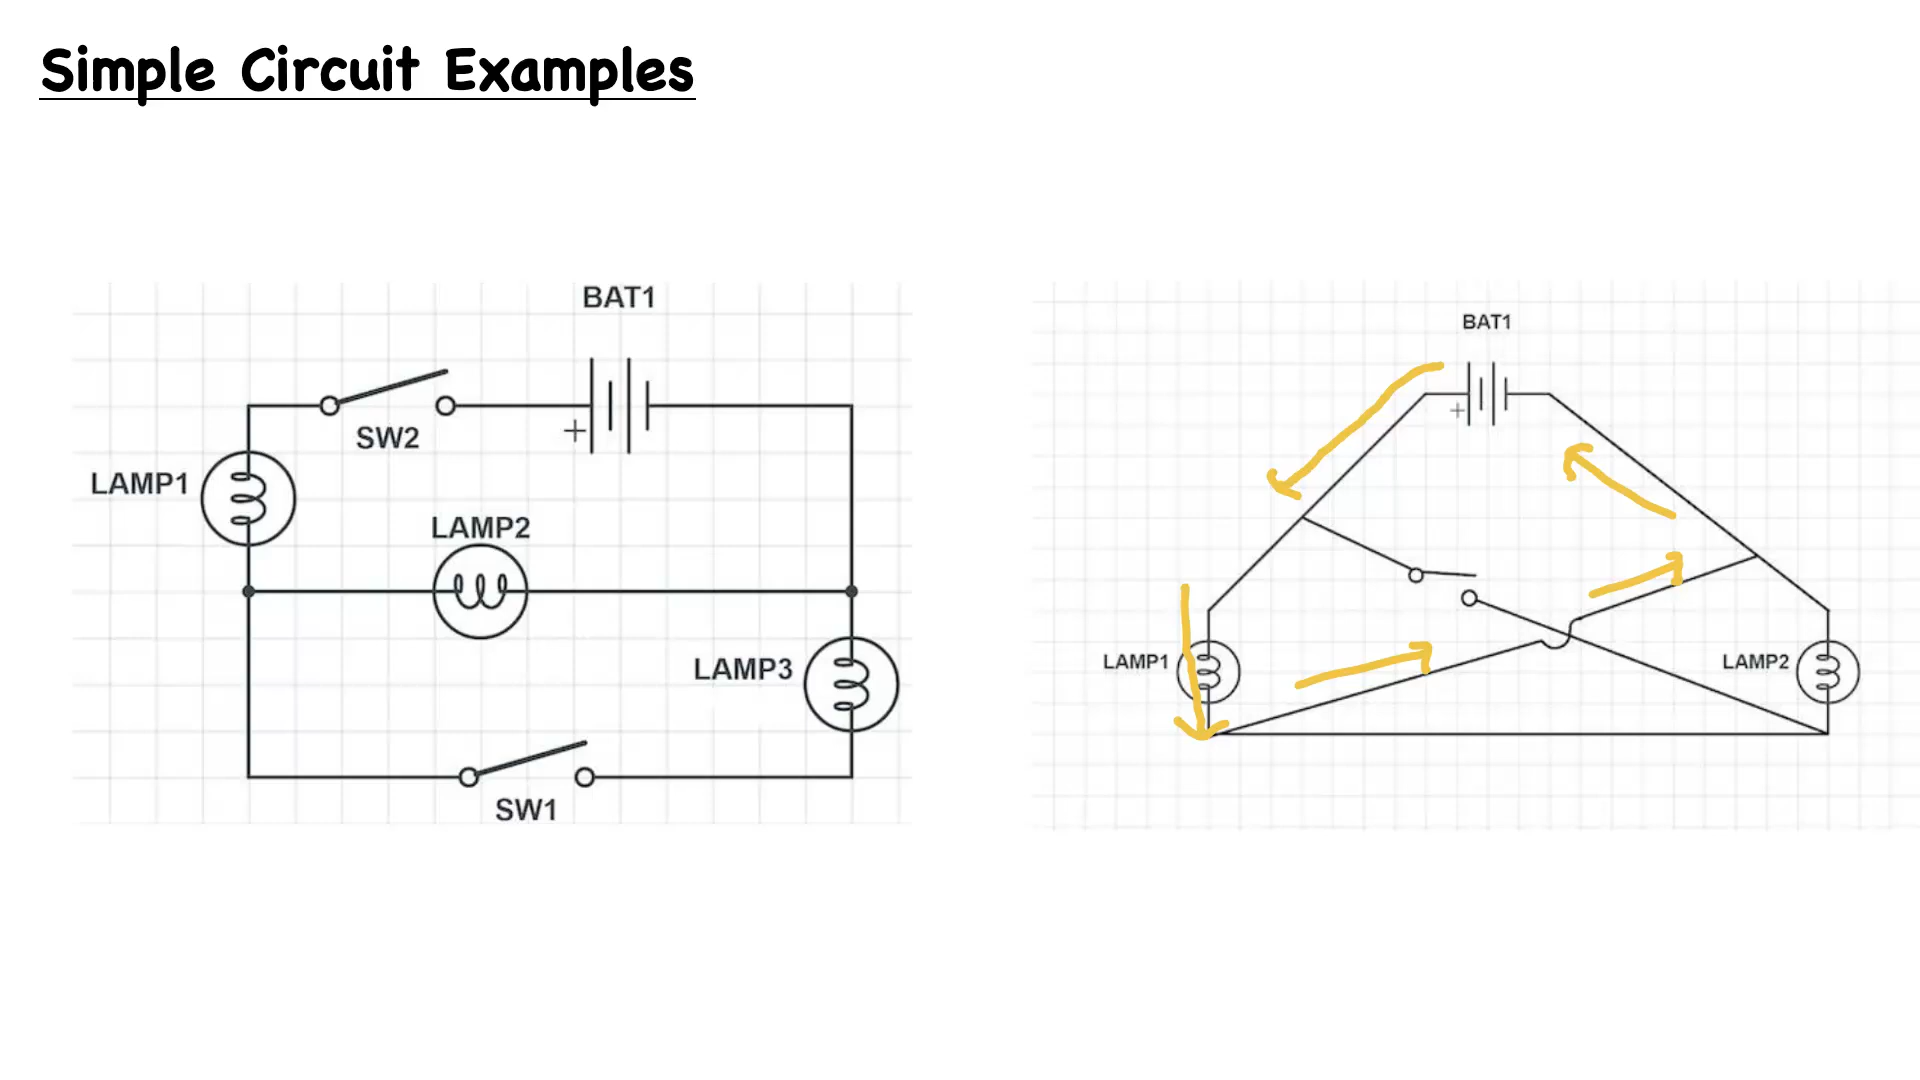 Simple Circuit Examples
BAT1
+
SW2
LAMP1
LAMP2
LAMP3
SW1
BAT1
+
LAMP1
LAMP2